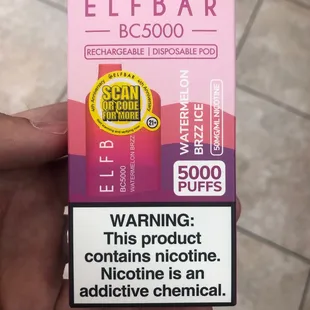 ELFBAR
BC5000
RECHARGEABLE | DISPOSABLE POD
SCAN
OR CODE
FOR MORE
21+
ELFB
BC5000
WATERMELON BRZZ
WATERMELON
BRZZ ICE
50MG/ML NICOTINE
5000
PUFFS
WARNING:
This product
contains nicotine.
Nicotine is an
addictive chemical.